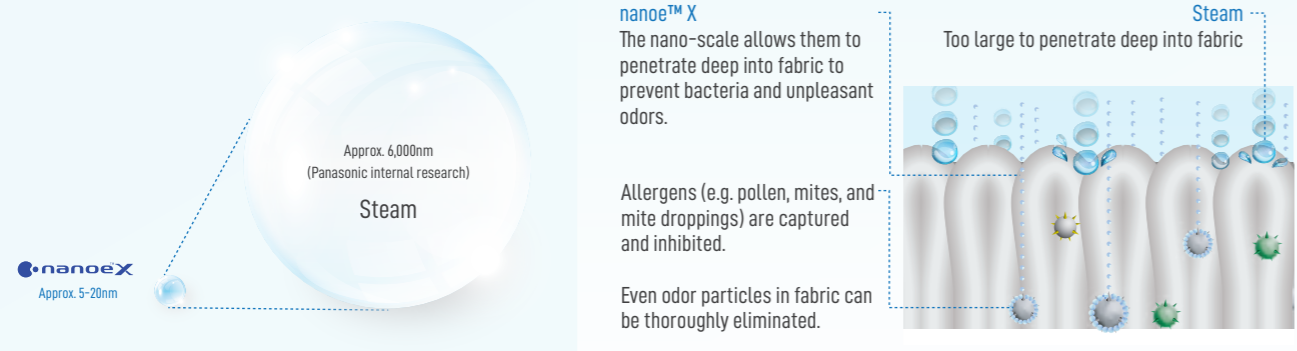 Approx. 6,000nm
(Panasonic internal research)
Steam
nanoe™X
Approx. 5-20nm
nanoe™ X
The nano-scale allows them to
penetrate deep into fabric to
prevent bacteria and unpleasant
odors.
Allergens (e.g. pollen, mites, and
mite droppings) are captured
and inhibited.
Even odor particles in fabric can
be thoroughly eliminated.
Steam
Too large to penetrate deep into fabric